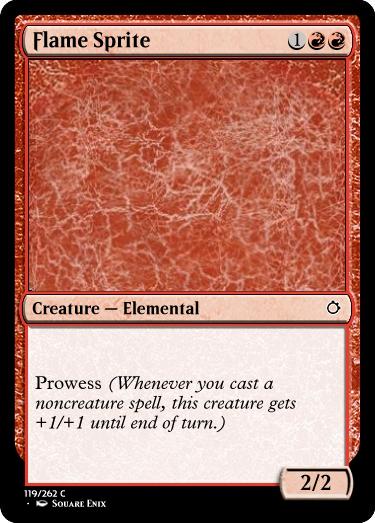 Flame Sprite 1
Creature — Elemental
Prowess (Whenever you cast a
noncreature spell, this creature gets
+1/+1 until end of turn.)
2/2
119/262 C
· Square Enix